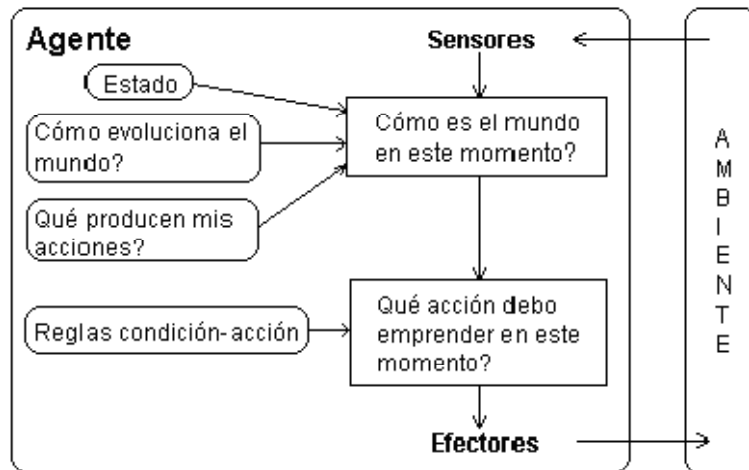 Agente
Sensores
Estado
Cómo evoluciona el
mundo?
Cómo es el mundo
en este momento?
Qué producen mis
acciones?
Reglas condición-acción
Qué acción debo
emprender en este
momento?
Efectores
AMBIENTE